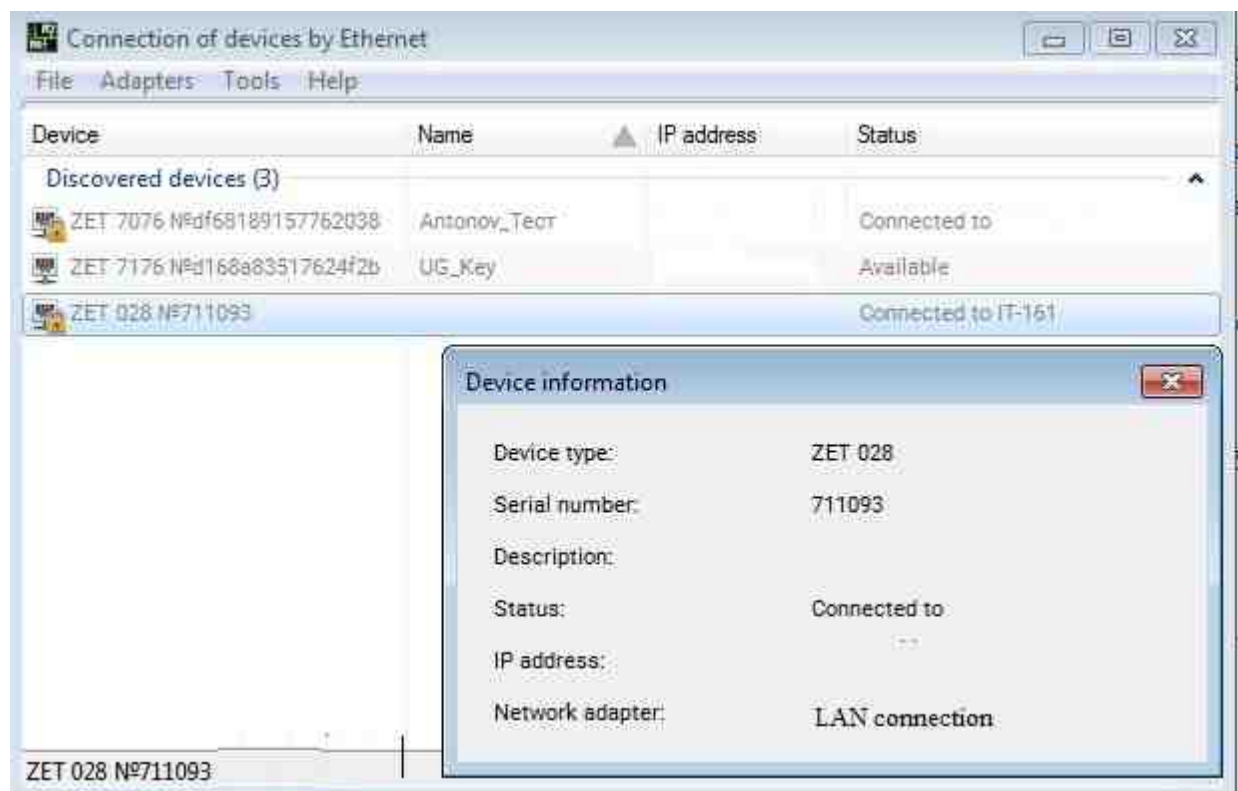 Connection of devices by Ethernet
File Adapters Tools Help
Device Name IP address Status
Discovered devices (3)
ZET 7076 №df68189157762038 Antonov_Тест Connected to
ZET 7176 №d168a83517624f2b UG_Key Available
ZET 028 №711093 Connected to IT-161
Device information
Device type: ZET 028
Serial number: 711093
Description:
Status: Connected to
IP address:
Network adapter: LAN connection
ZET 028 №711093